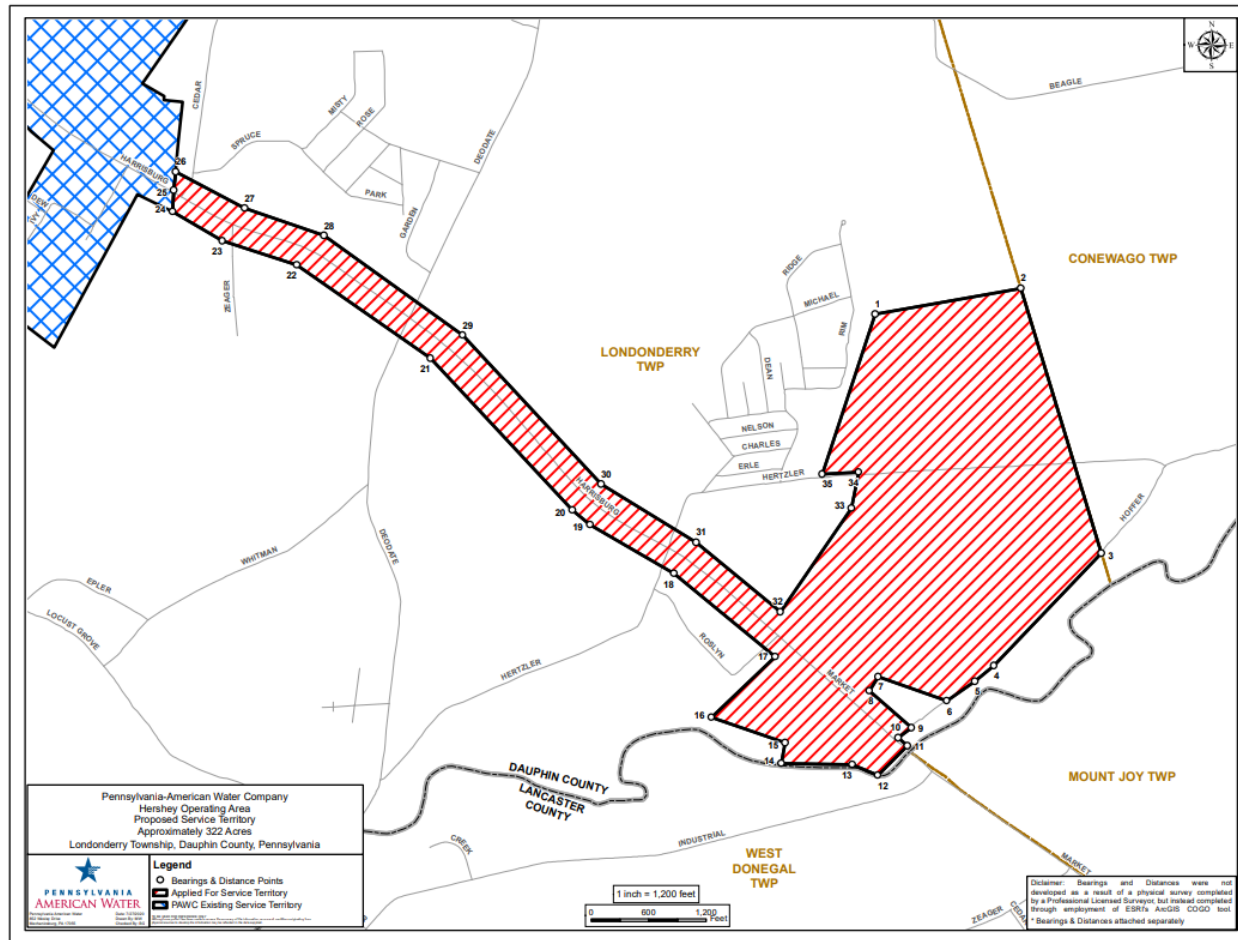 N
W
E
S
BEAGLE
CEDAR
MISTY
ROSE
SPRUCE
DEODATE
26
HARRISBURG
25
24
DEW
IVY
27
PARK
GARDEN
28
23
22
ZEAGER
29
21
CONEWAGO TWP
2
1
RIDGE
MICHAEL
RIM
LONDONDERRY
TWP
DEAN
NELSON
CHARLES
ERLE
HERTZLER
35
34
33
30
HARRISBURG
20
19
31
HOFFER
3
18
32
DEODATE
WHITMAN
EPLER
LOCUST GROVE
HERTZLER
ROSLYN
17
MARKET
7
8
4
5
6
16
15
14
10
9
11
13
12
DAUPHIN COUNTY
LANCASTER
COUNTY
MOUNT JOY TWP
INDUSTRIAL
CREEK
WEST
DONEGAL
TWP
MARKET
ZEAGER
Pennsylvania-American Water Company
Hershey Operating Area
Proposed Service Territory
Approximately 322 Acres
Londonderry Township, Dauphin County, Pennsylvania
PENNSYLVANIA
AMERICAN WATER
Pennsylvania-American Water
Legend
Bearings & Distance Points
Applied For Service Territory
PAWC Existing Service Territory
1 inch = 1,200 feet
0 600 1,200
Feet
Diclaimer: Bearings and Distances were not
developed as a result of a physical survey completed
by a Professional Licensed Surveyor, but instead completed
through employment of ESRI's ArcGIS COGO tool.
* Bearings & Distances attached separately